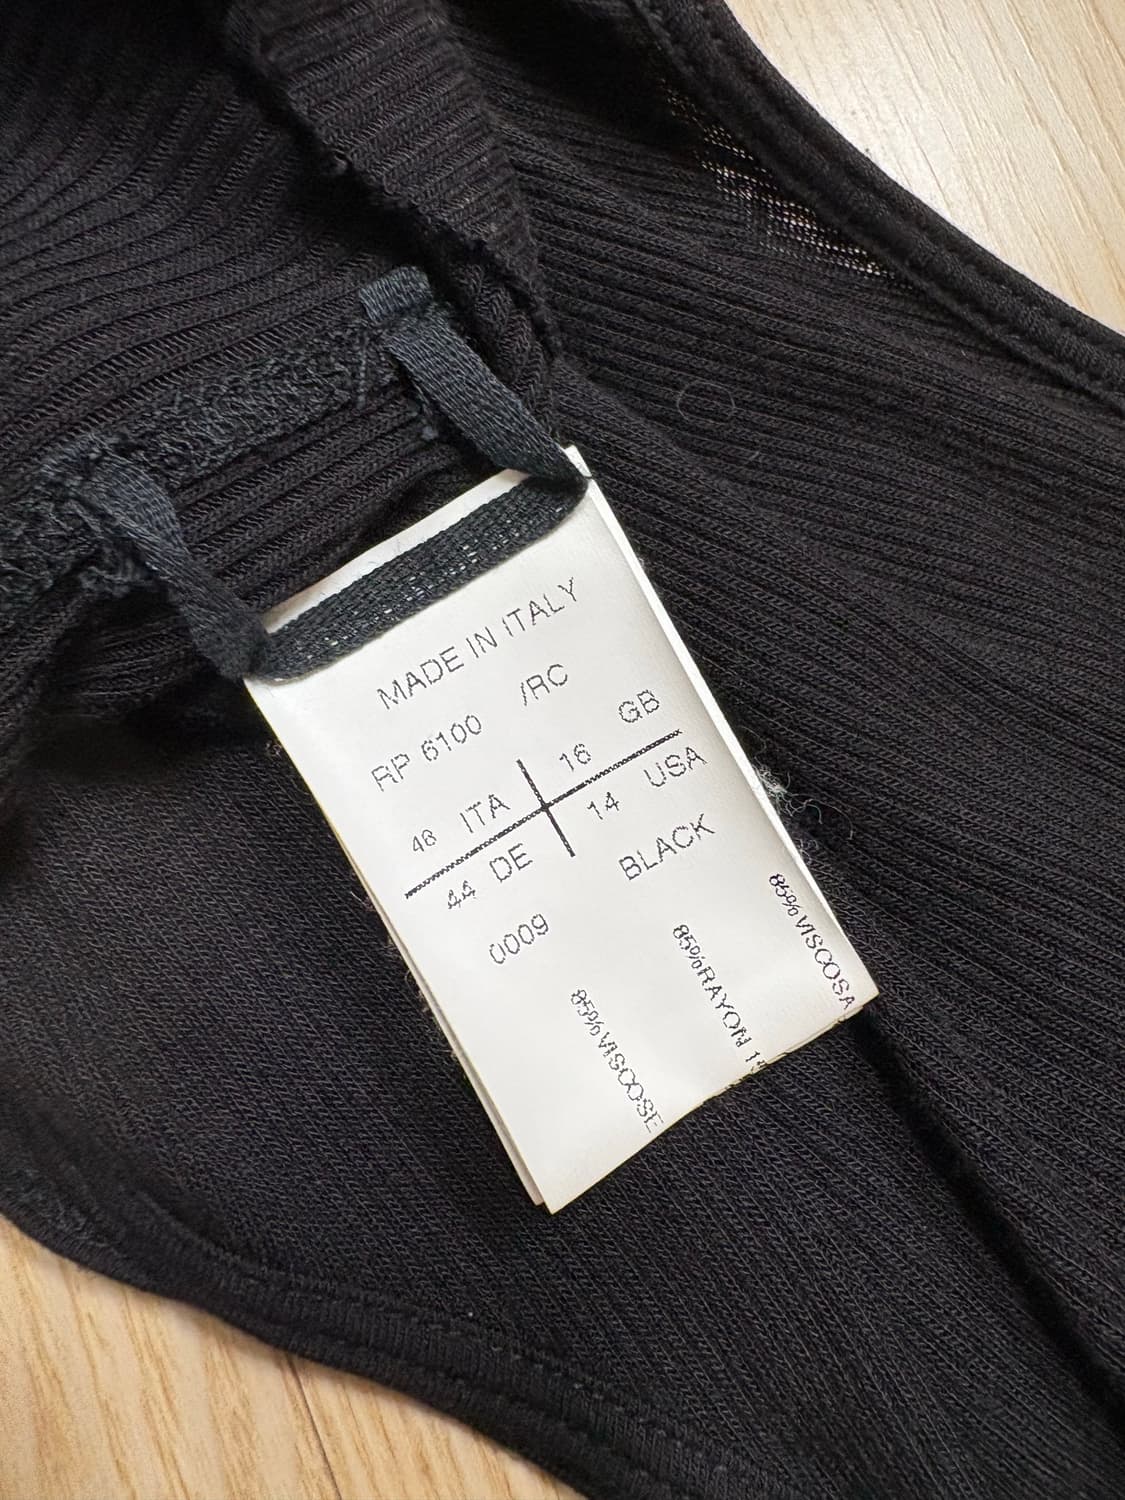 MADE IN ITALY
RP 6100 /RC
48 ITA 16 GB
44 DE 14 USA
0009 BLACK
85%VISCOSE
85%RAYON 15
85%VISCOSA